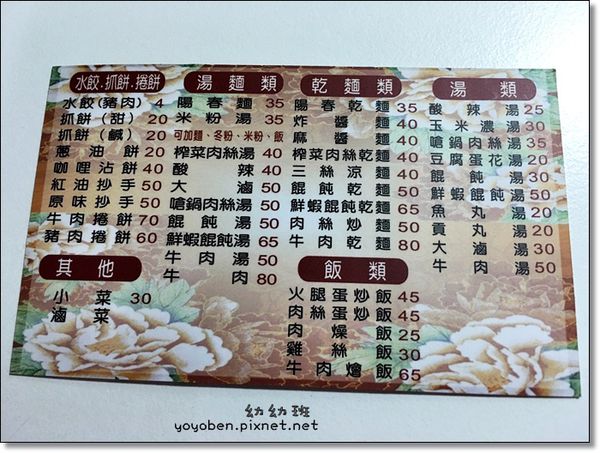 水餃.抓餅.捲餅
水餃(豬肉) 4
抓餅(甜) 20
抓餅(鹹) 20
蔥油餅 20
咖哩沾餅 40
紅油抄手 50
原味抄手 50
牛肉捲餅 70
豬肉捲餅 60
其他
小菜 30
滷菜
湯麵類
陽春麵 35
米粉湯 35
可加麵、冬粉、米粉、飯
榨菜肉絲湯 40
酸辣 40
大滷 50
嗆鍋肉絲湯 50
餛飩湯 50
鮮蝦餛飩湯 65
牛肉湯 50
牛肉 80
乾麵類
陽春乾麵 35
炸醬麵 40
麻醬麵 40
榨菜肉絲乾麵 40
三絲涼麵 40
餛飩乾麵 50
鮮蝦餛飩乾麵 65
肉絲炒麵 50
牛肉乾麵 80
飯類
火腿蛋炒飯 45
肉絲蛋炒飯 45
肉燥飯 25
雞絲飯 30
牛肉燴飯 65
湯類
酸辣湯 25
玉米濃湯 30
嗆鍋肉絲湯 35
豆腐蛋花湯 20
餛飩湯 30
鮮蝦餛飩湯 50
魚丸湯 20
貢丸湯 20
大滷湯 30
牛肉湯 50
幼幼班
yoyoben.pixnet.net